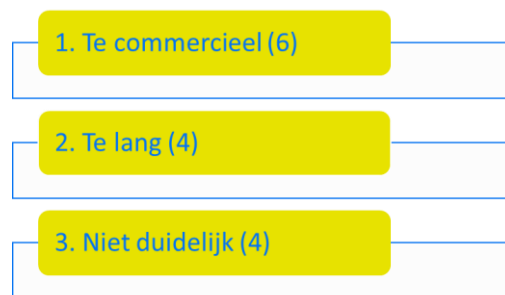 1. Te commercieel (6)
2. Te lang (4)
3. Niet duidelijk (4)